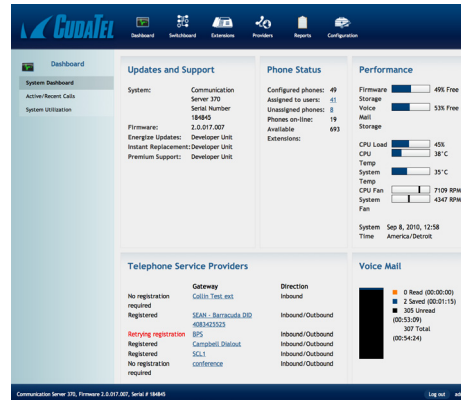 CudaTel
Dashboard
Switchboard
Extensions
Providers
Reports
Configuration
Dashboard
System Dashboard
Active/Recent Calls
System Utilization
Updates and Support
System: Communication
Server 370
Serial Number
184845
Firmware: 2.0.017.007
Energize Updates: Developer Unit
Instant Replacement: Developer Unit
Premium Support: Developer Unit
Phone Status
Configured phones: 49
Assigned to users: 41
Unassigned phones: 8
Phones on-line: 19
Available 693
Extensions:
Performance
Firmware 49% Free
Storage
Voice 53% Free
Mail
Storage
CPU Load 45%
CPU 38°C
Temp
System 35°C
Temp
CPU Fan 7109 RPM
System 4347 RPM
Fan
System Sep 8, 2010, 12:58
Time America/Detroit
Telephone Service Providers
Gateway Direction
No registration Collin Test ext Inbound
required
Registered SEAN - Barracuda DID Inbound/Outbound
4083425525
Retrying registration BPS Inbound/Outbound
Registered Campbell Dialout Inbound/Outbound
Registered SCL1 Inbound/Outbound
No registration conference Inbound/Outbound
required
Voice Mail
0 Read (00:00:00)
2 Saved (00:01:15)
305 Unread
(00:53:09)
307 Total
(00:54:24)
Communication Server 370, Firmware 2.0.017.007, Serial # 184845
Log out ad